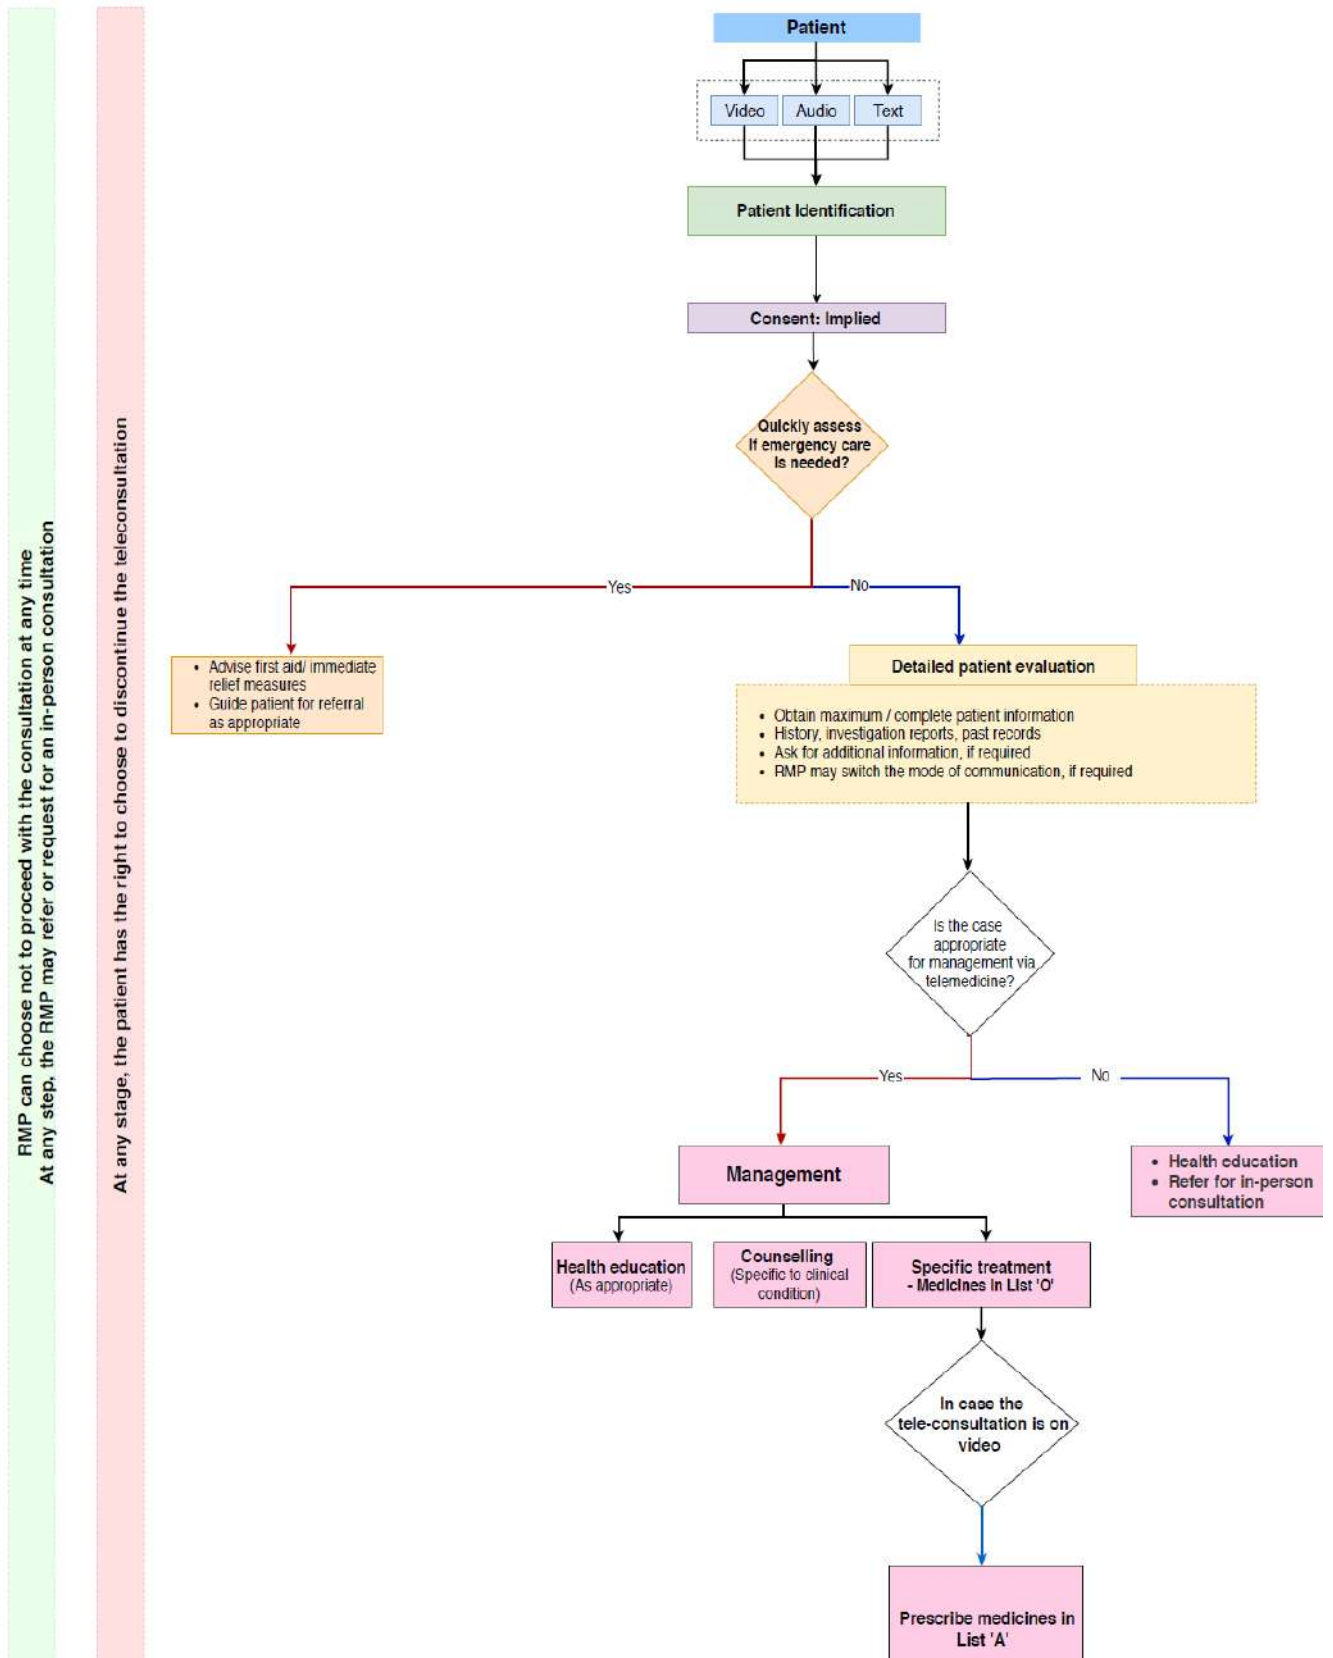 RMP can choose not to proceed with the consultation at any time
At any step, the RMP may refer or request for an in-person consultation
At any stage, the patient has the right to choose to discontinue the teleconsultation
Patient
Video
Audio
Text
Patient Identification
Consent: Implied
Quickly assess
if emergency care
is needed?
Yes
No
• Advise first aid/ immediate
relief measures
• Guide patient for referral
as appropriate
Detailed patient evaluation
• Obtain maximum / complete patient information
• History, investigation reports, past records
• Ask for additional information, if required
• RMP may switch the mode of communication, if required
Is the case
appropriate
for management via
telemedicine?
Yes
No
Management
• Health education
• Refer for in-person
consultation
Health education
(As appropriate)
Counselling
(Specific to clinical
condition)
Specific treatment
- Medicines in List 'O'
In case the
tele-consultation is on
video
Prescribe medicines in
List 'A'